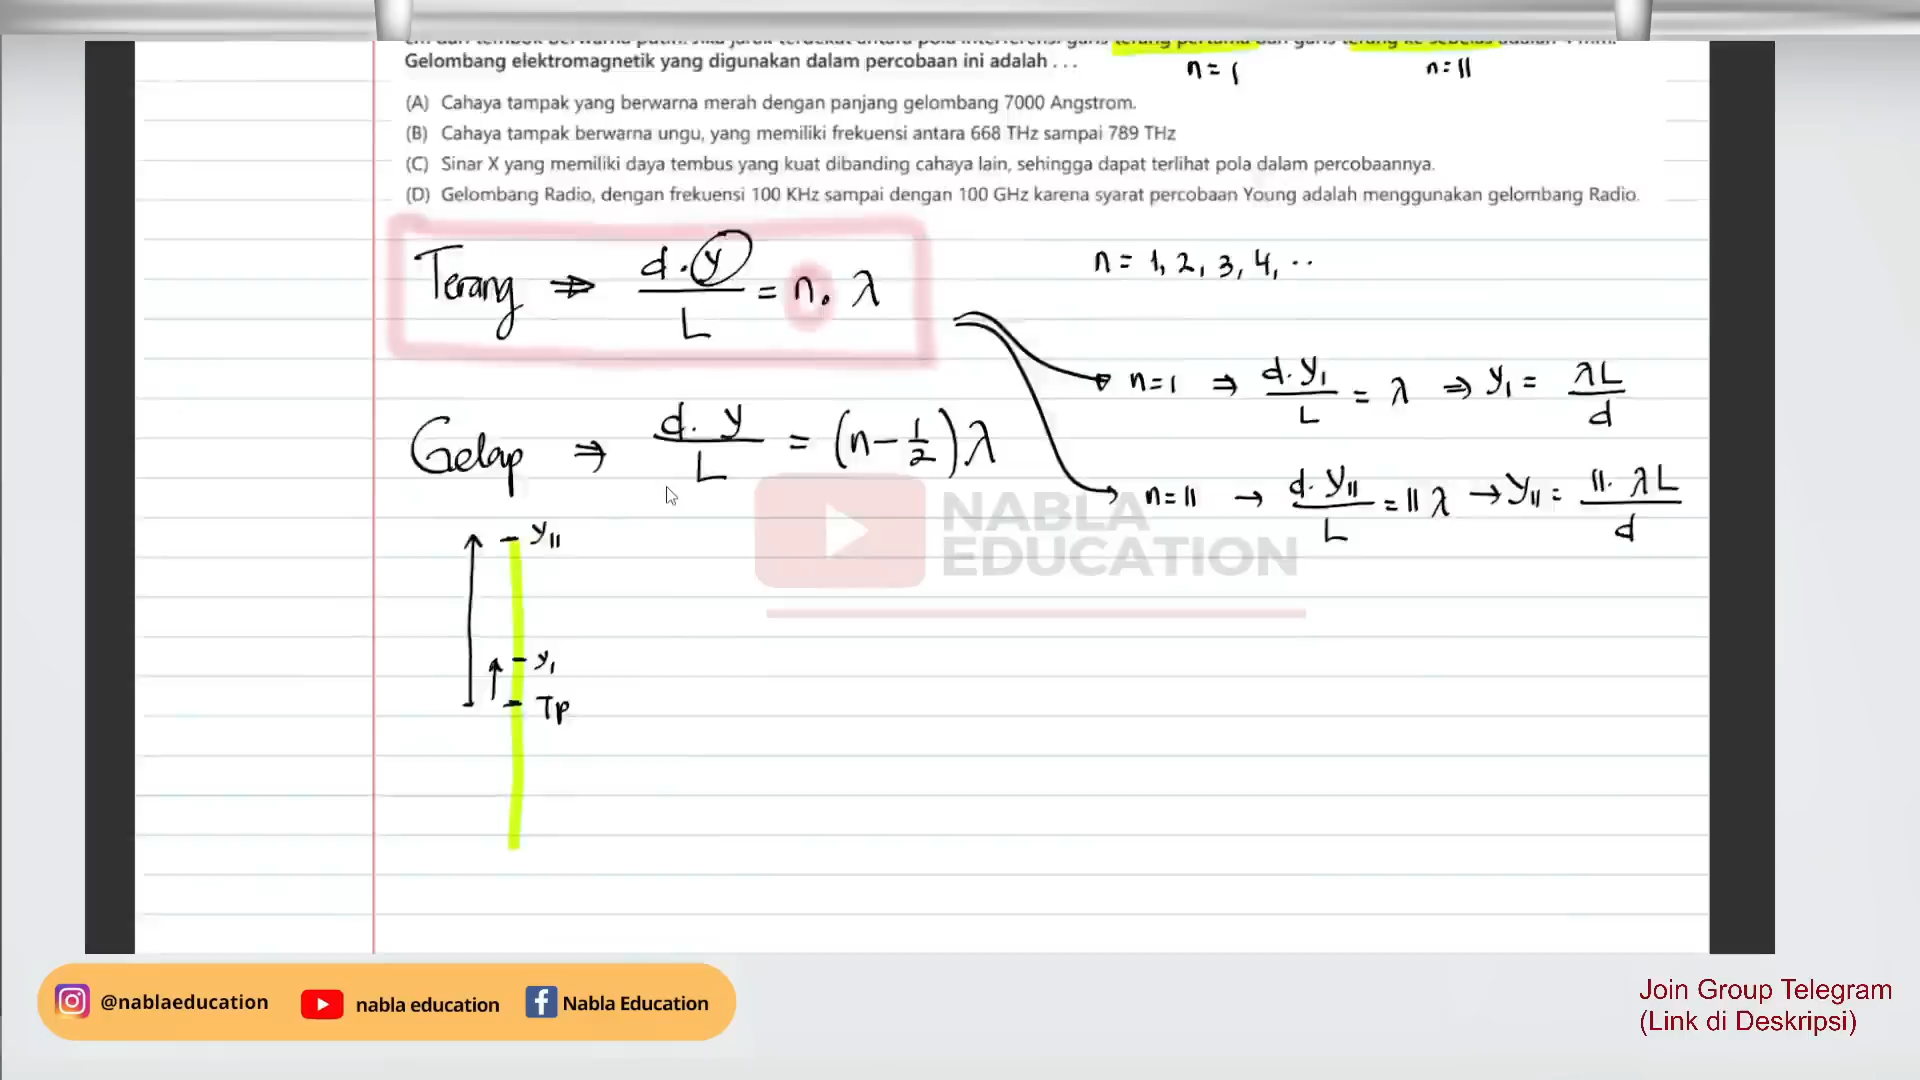 Gelombang elektromagnetik yang digunakan dalam percobaan ini adalah . . .
n = 1
n = 11
(A) Cahaya tampak yang berwarna merah dengan panjang gelombang 7000 Angstrom.
(B) Cahaya tampak berwarna ungu, yang memiliki frekuensi antara 668 THz sampai 789 THz
(C) Sinar X yang memiliki daya tembus yang kuat dibanding cahaya lain, sehingga dapat terlihat pola dalam percobaannya.
(D) Gelombang Radio, dengan frekuensi 100 KHz sampai dengan 100 GHz karena syarat percobaan Young adalah menggunakan gelombang Radio.
Terang ⇒ d . y / L = n . λ
n = 1, 2, 3, 4, ..
n=1 ⇒ d. y₁ / L = λ ⇒ y₁ = λL / d
Gelap ⇒ d. y / L = (n - 1/2) λ
n=11 → d. y₁₁ / L = 11 λ → y₁₁ = 11. λL / d
NABLA
EDUCATION
y₁₁
y₁
Tp
@nablaeducation
nabla education
Nabla Education
Join Group Telegram
(Link di Deskripsi)